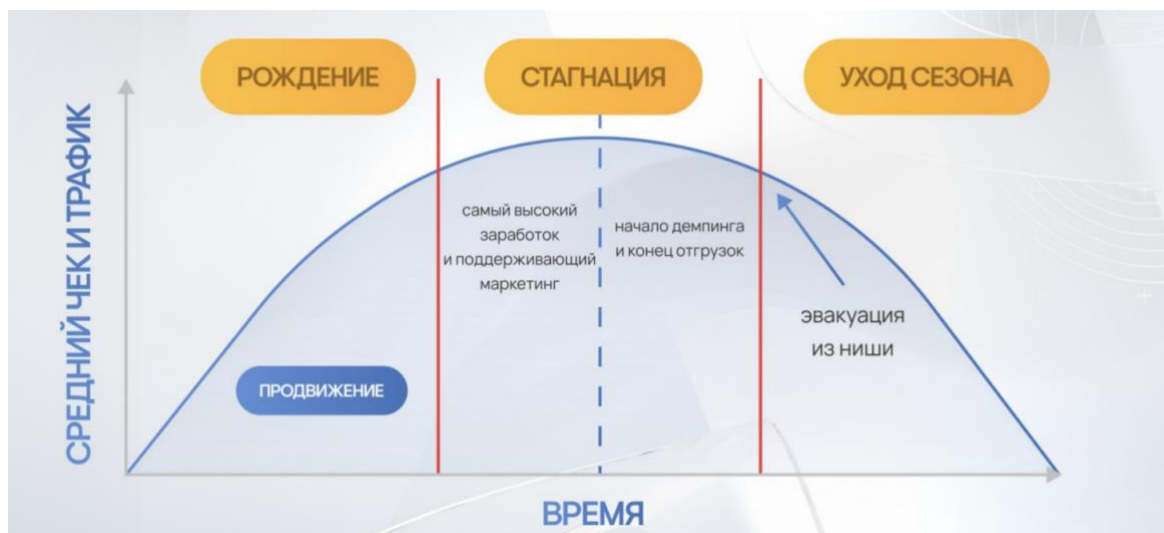 РОЖДЕНИЕ
СТАГНАЦИЯ
УХОД СЕЗОНА
СРЕДНИЙ ЧЕК И ТРАФИК
самый высокий
заработок
и поддерживающий
маркетинг
начало демпинга
и конец отгрузок
эвакуация
из ниши
ПРОДВИЖЕНИЕ
ВРЕМЯ